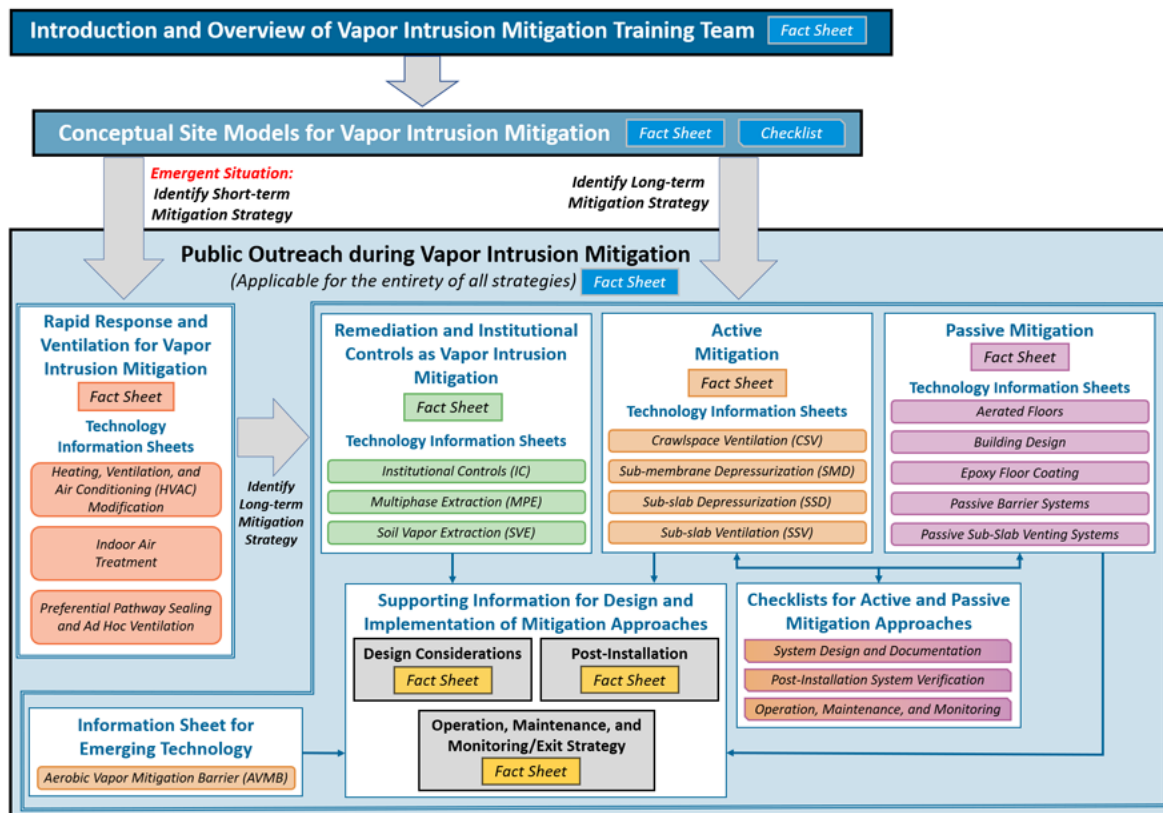 Introduction and Overview of Vapor Intrusion Mitigation Training Team
Fact Sheet
Conceptual Site Models for Vapor Intrusion Mitigation
Fact Sheet
Checklist
Emergent Situation:
Identify Short-term
Mitigation Strategy
Identify Long-term
Mitigation Strategy
Public Outreach during Vapor Intrusion Mitigation
(Applicable for the entirety of all strategies)
Fact Sheet
Rapid Response and
Ventilation for Vapor
Intrusion Mitigation
Fact Sheet
Technology
Information Sheets
Heating, Ventilation, and
Air Conditioning (HVAC)
Modification
Indoor Air
Treatment
Preferential Pathway Sealing
and Ad Hoc Ventilation
Identify
Long-term
Mitigation
Strategy
Remediation and Institutional
Controls as Vapor Intrusion
Mitigation
Fact Sheet
Technology Information Sheets
Institutional Controls (IC)
Multiphase Extraction (MPE)
Soil Vapor Extraction (SVE)
Active
Mitigation
Fact Sheet
Technology Information Sheets
Crawlspace Ventilation (CSV)
Sub-membrane Depressurization (SMD)
Sub-slab Depressurization (SSD)
Sub-slab Ventilation (SSV)
Passive Mitigation
Fact Sheet
Technology Information Sheets
Aerated Floors
Building Design
Epoxy Floor Coating
Passive Barrier Systems
Passive Sub-Slab Venting Systems
Supporting Information for Design and
Implementation of Mitigation Approaches
Design Considerations
Fact Sheet
Post-Installation
Fact Sheet
Operation, Maintenance, and
Monitoring/Exit Strategy
Fact Sheet
Checklists for Active and Passive
Mitigation Approaches
System Design and Documentation
Post-Installation System Verification
Operation, Maintenance, and Monitoring
Information Sheet for
Emerging Technology
Aerobic Vapor Mitigation Barrier (AVMB)